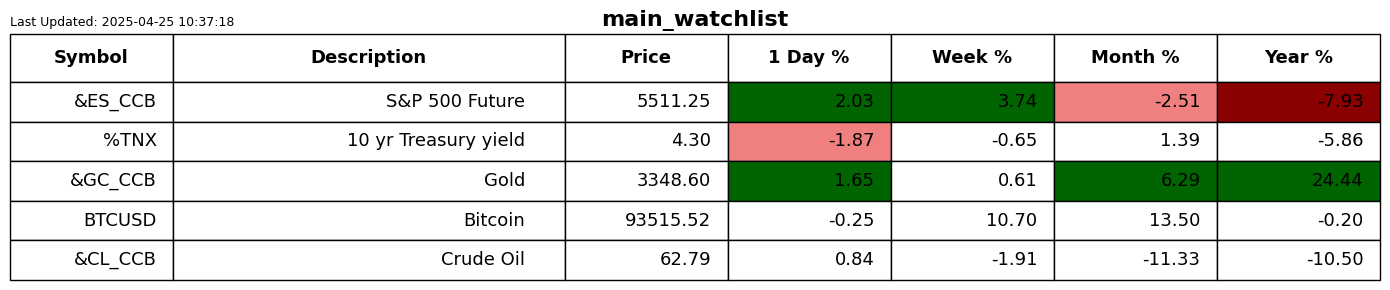 Last Updated: 2025-04-25 10:37:18
main_watchlist
Symbol Description Price 1 Day % Week % Month % Year %
&ES_CCB S&P 500 Future 5511.25 2.03 3.74 -2.51 -7.93
%TNX 10 yr Treasury yield 4.30 -1.87 -0.65 1.39 -5.86
&GC_CCB Gold 3348.60 1.65 0.61 6.29 24.44
BTCUSD Bitcoin 93515.52 -0.25 10.70 13.50 -0.20
&CL_CCB Crude Oil 62.79 0.84 -1.91 -11.33 -10.50